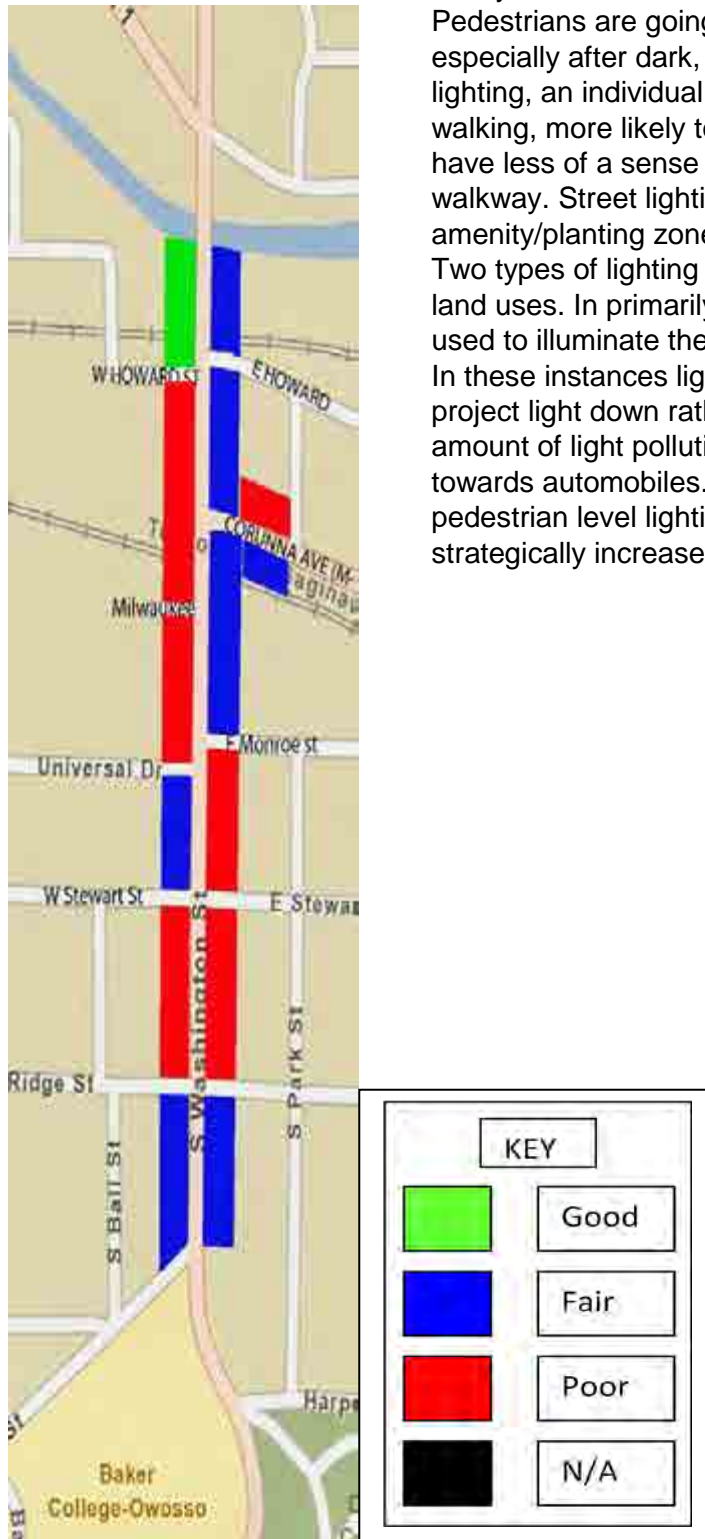 Pedestrians are going
especially after dark,
lighting, an individual
walking, more likely to
have less of a sense
walkway. Street lighti
amenity/planting zone
Two types of lighting
land uses. In primarily
used to illuminate the
In these instances lig
project light down rath
amount of light polluti
towards automobiles.
pedestrian level lighti
strategically increase
W HOWARD ST
E HOWARD
CORUNNA AVE (M-
aginaw
Milwaukee
E Monroe st
Universal Dr
W Stewart St
E Stewar
S Washington St
S Park St
Ridge St
S Ball St
Harpe
St
Baker
College-Owosso
KEY
Good
Fair
Poor
N/A